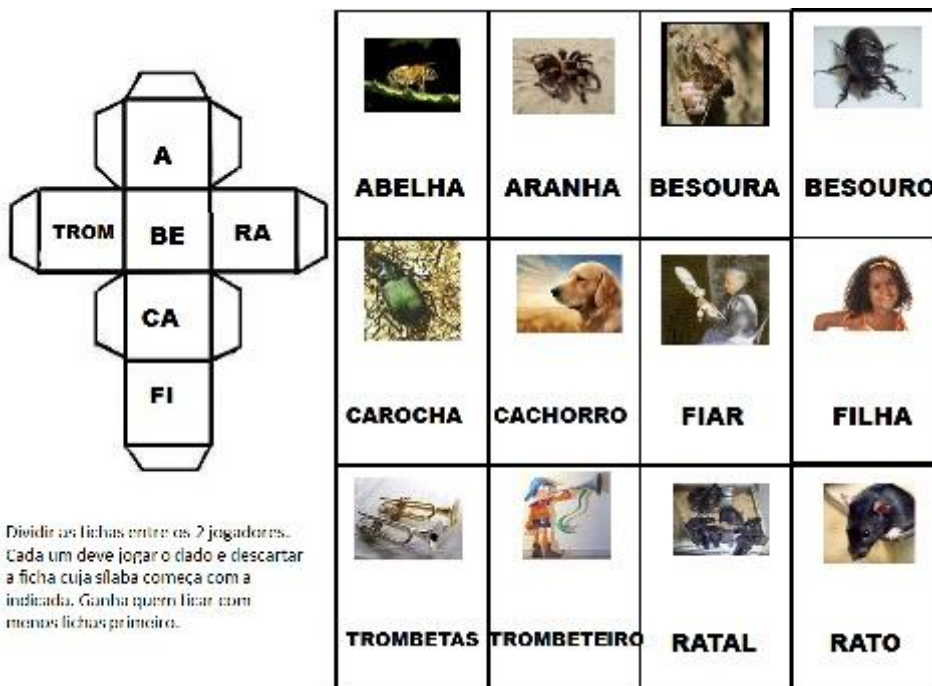 A
TROM BE RA
CA
FI
Dividir as fichas entre os 2 jogadores.
Cada um deve jogar o dado e descartar
a ficha cuja sílaba começa com a
indicada. Ganha quem ficar com
menos fichas primeiro.
ABELHA ARANHA BESOURA BESOURO
CAROCHA CACHORRO FIAR FILHA
TROMBETAS TROMBETEIRO RATAL RATO